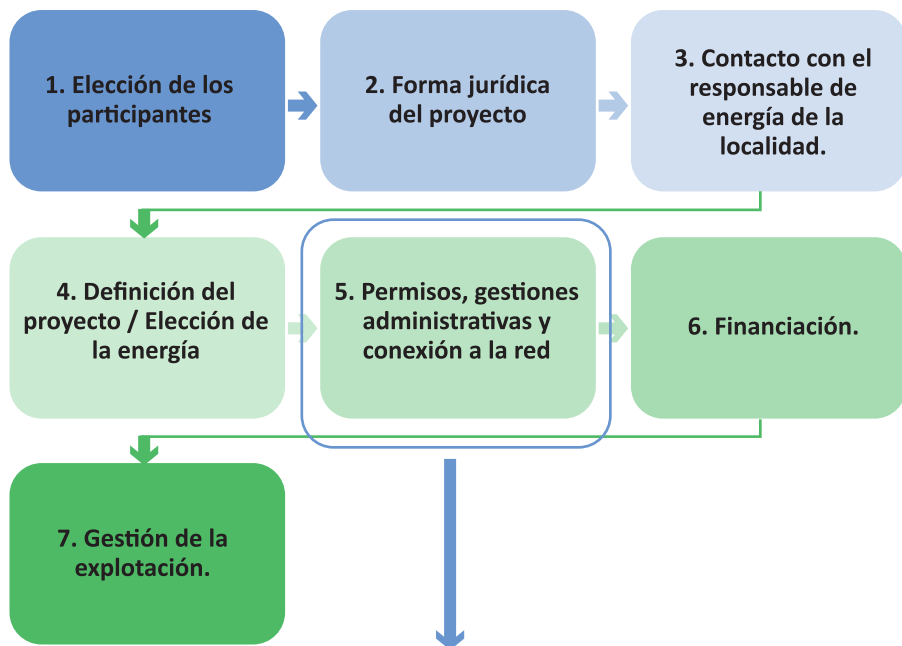 1. Elección de los
participantes
2. Forma jurídica
del proyecto
3. Contacto con el
responsable de
energía de la
localidad.
4. Definición del
proyecto / Elección de
la energía
5. Permisos, gestiones
administrativas y
conexión a la red
6. Financiación.
7. Gestión de la
explotación.